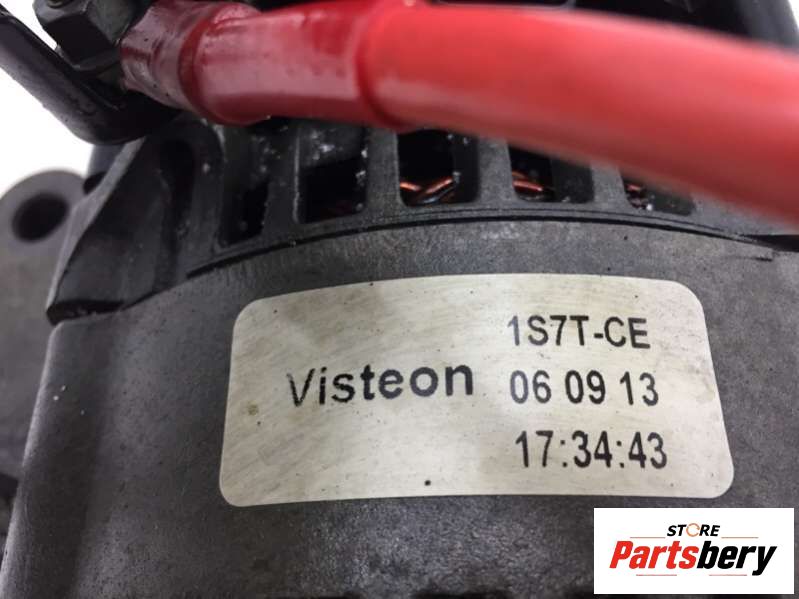 1S7T-CE
Visteon 06 09 13
17:34:43
STORE
Partsbery